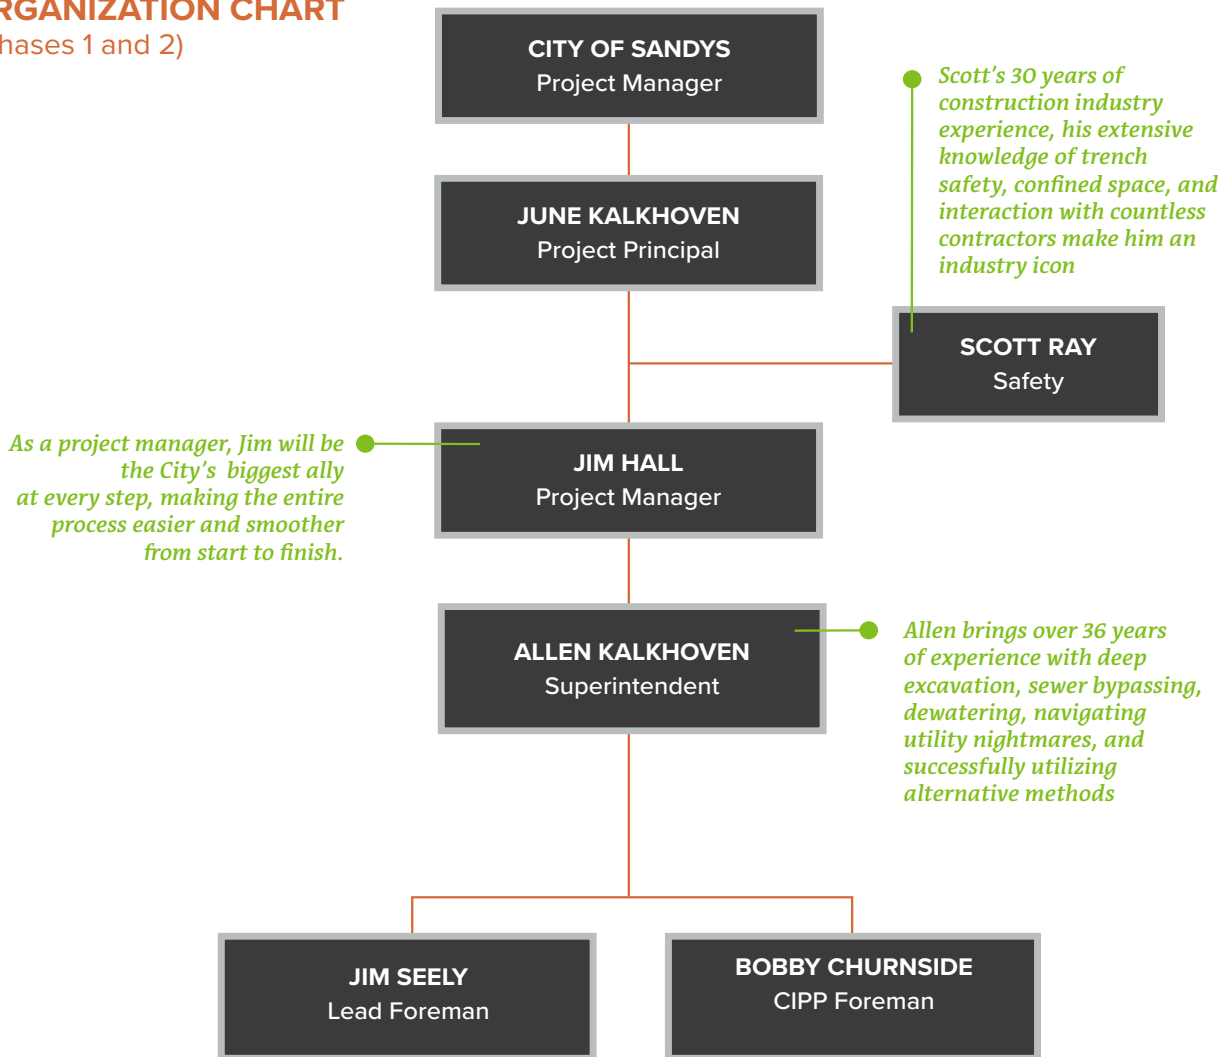 RGANIZATION CHART
hases 1 and 2)
CITY OF SANDYS
Project Manager
Scott's 30 years of
construction industry
experience, his extensive
knowledge of trench
safety, confined space, and
interaction with countless
contractors make him an
industry icon
JUNE KALKHOVEN
Project Principal
SCOTT RAY
Safety
As a project manager, Jim will be
the City's  biggest ally
at every step, making the entire
process easier and smoother
from start to finish.
JIM HALL
Project Manager
ALLEN KALKHOVEN
Superintendent
Allen brings over 36 years
of experience with deep
excavation, sewer bypassing,
dewatering, navigating
utility nightmares, and
successfully utilizing
alternative methods
JIM SEELY
Lead Foreman
BOBBY CHURNSIDE
CIPP Foreman